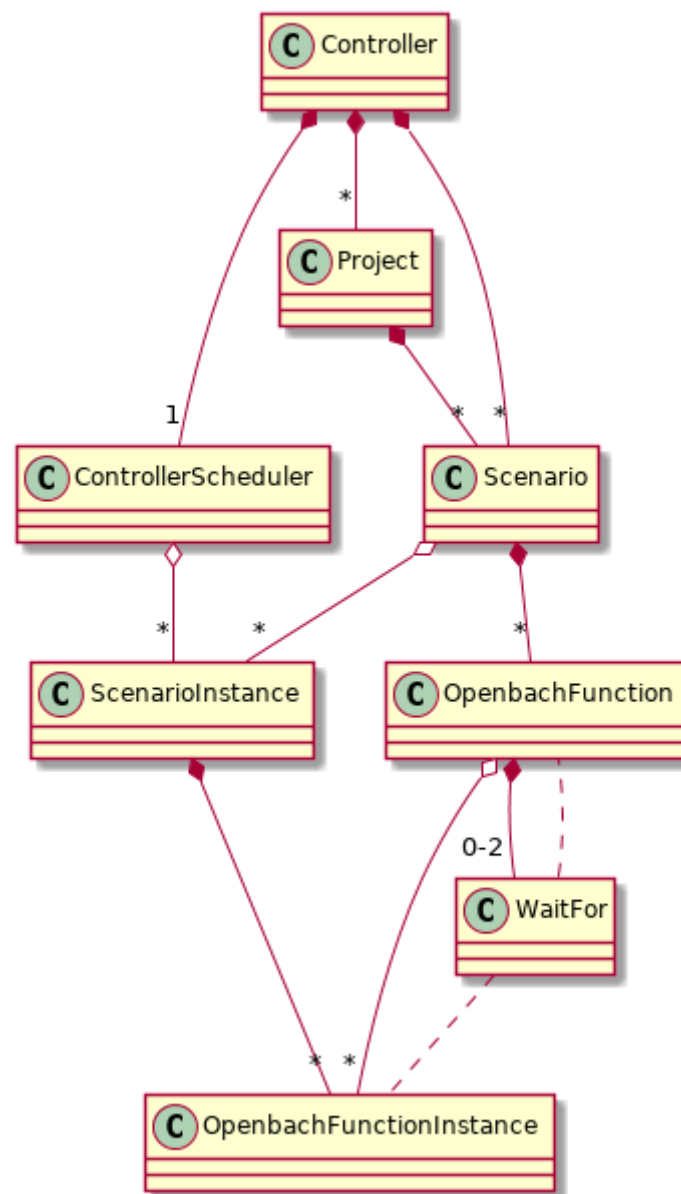 C Controller
*
C Project
1
*
*
C ControllerScheduler
C Scenario
*
*
*
C ScenarioInstance
C OpenbachFunction
0-2
C WaitFor
*
*
C OpenbachFunctionInstance